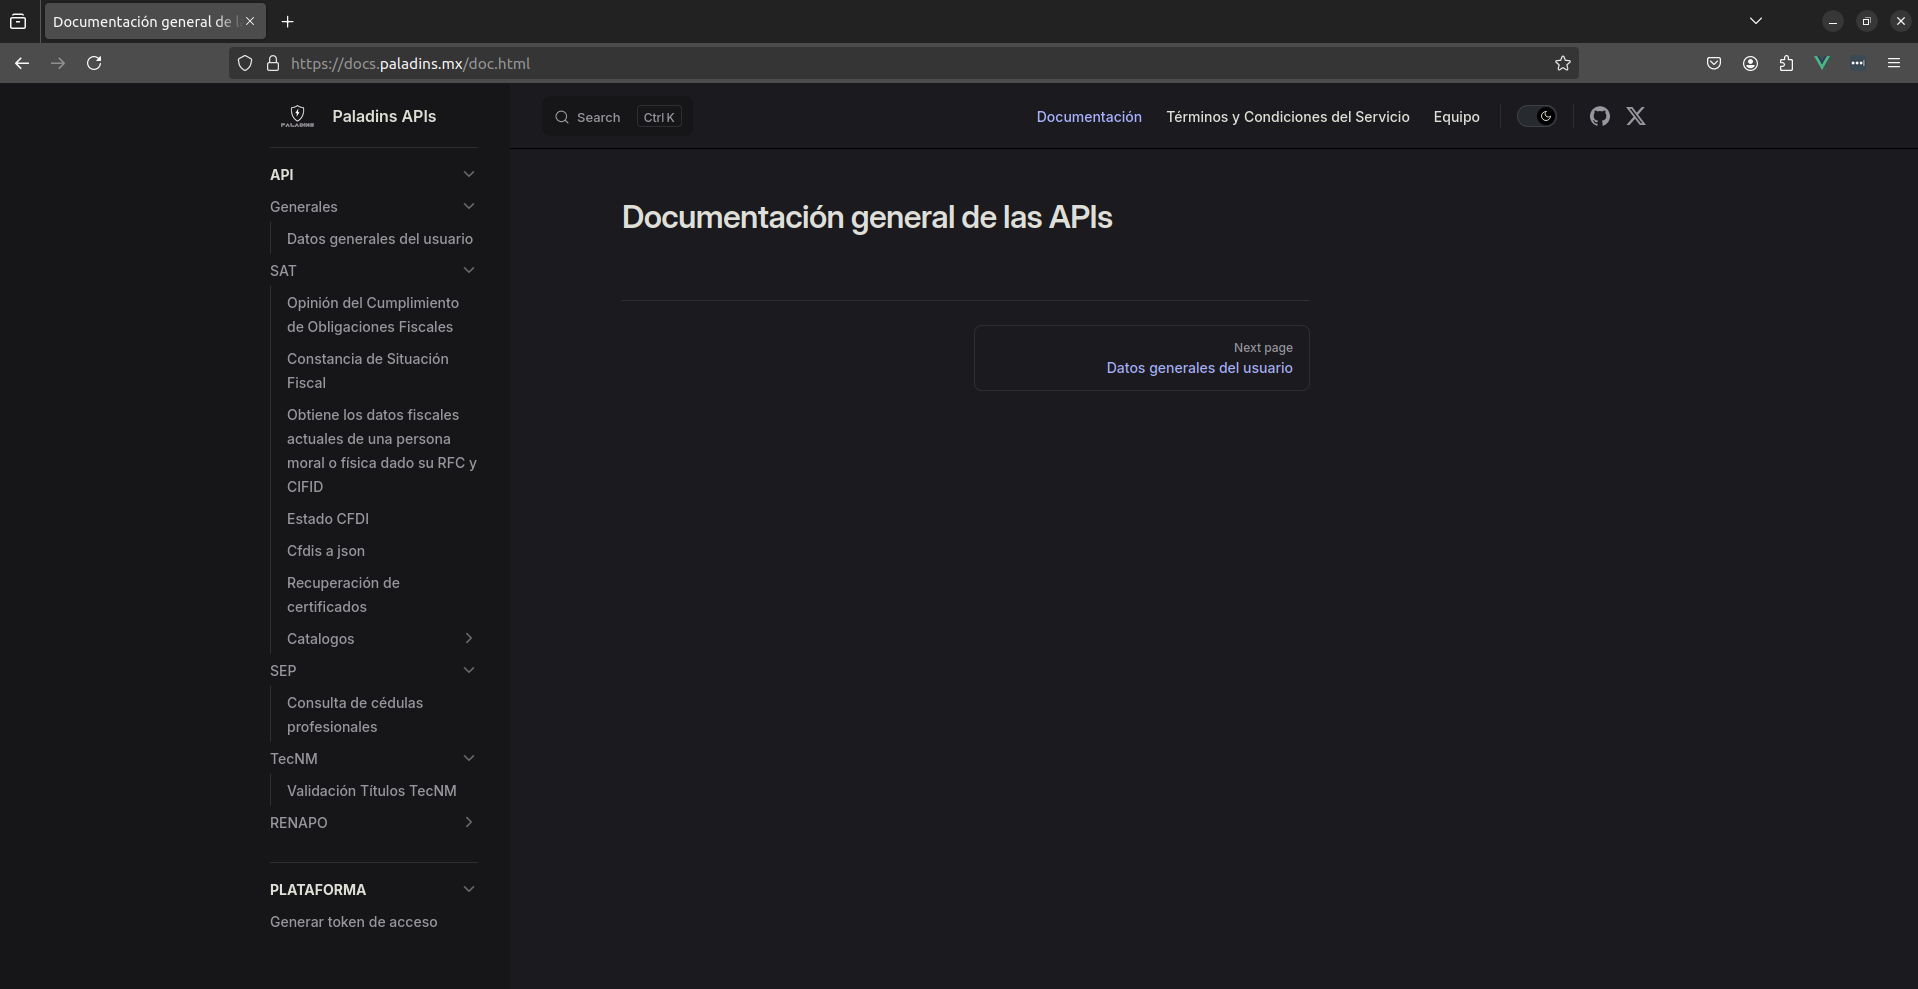 Documentación general de l
https://docs.paladins.mx/doc.html
PALADINS
Paladins APIs
Search
Ctrl K
Documentación
Términos y Condiciones del Servicio
Equipo
API
Generales
Datos generales del usuario
SAT
Opinión del Cumplimiento
de Obligaciones Fiscales
Constancia de Situación
Fiscal
Obtiene los datos fiscales
actuales de una persona
moral o física dado su RFC y
CIFID
Estado CFDI
Cfdis a json
Recuperación de
certificados
Catalogos
SEP
Consulta de cédulas
profesionales
TecNM
Validación Títulos TecNM
RENAPO
PLATAFORMA
Generar token de acceso
Documentación general de las APIs
Next page
Datos generales del usuario